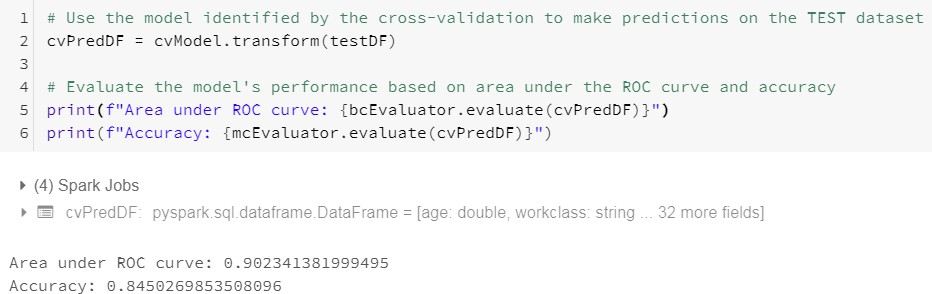 1 # Use the model identified by the cross-validation to make predictions on the TEST dataset
2 cvPredDF = cvModel.transform(testDF)
3
4 # Evaluate the model's performance based on area under the ROC curve and accuracy
5 print(f"Area under ROC curve: {bcEvaluator.evaluate(cvPredDF)}")
6 print(f"Accuracy: {mcEvaluator.evaluate(cvPredDF)}")
(4) Spark Jobs
cvPredDF: pyspark.sql.dataframe.DataFrame = [age: double, workclass: string ... 32 more fields]
Area under ROC curve: 0.902341381999495
Accuracy: 0.8450269853508096